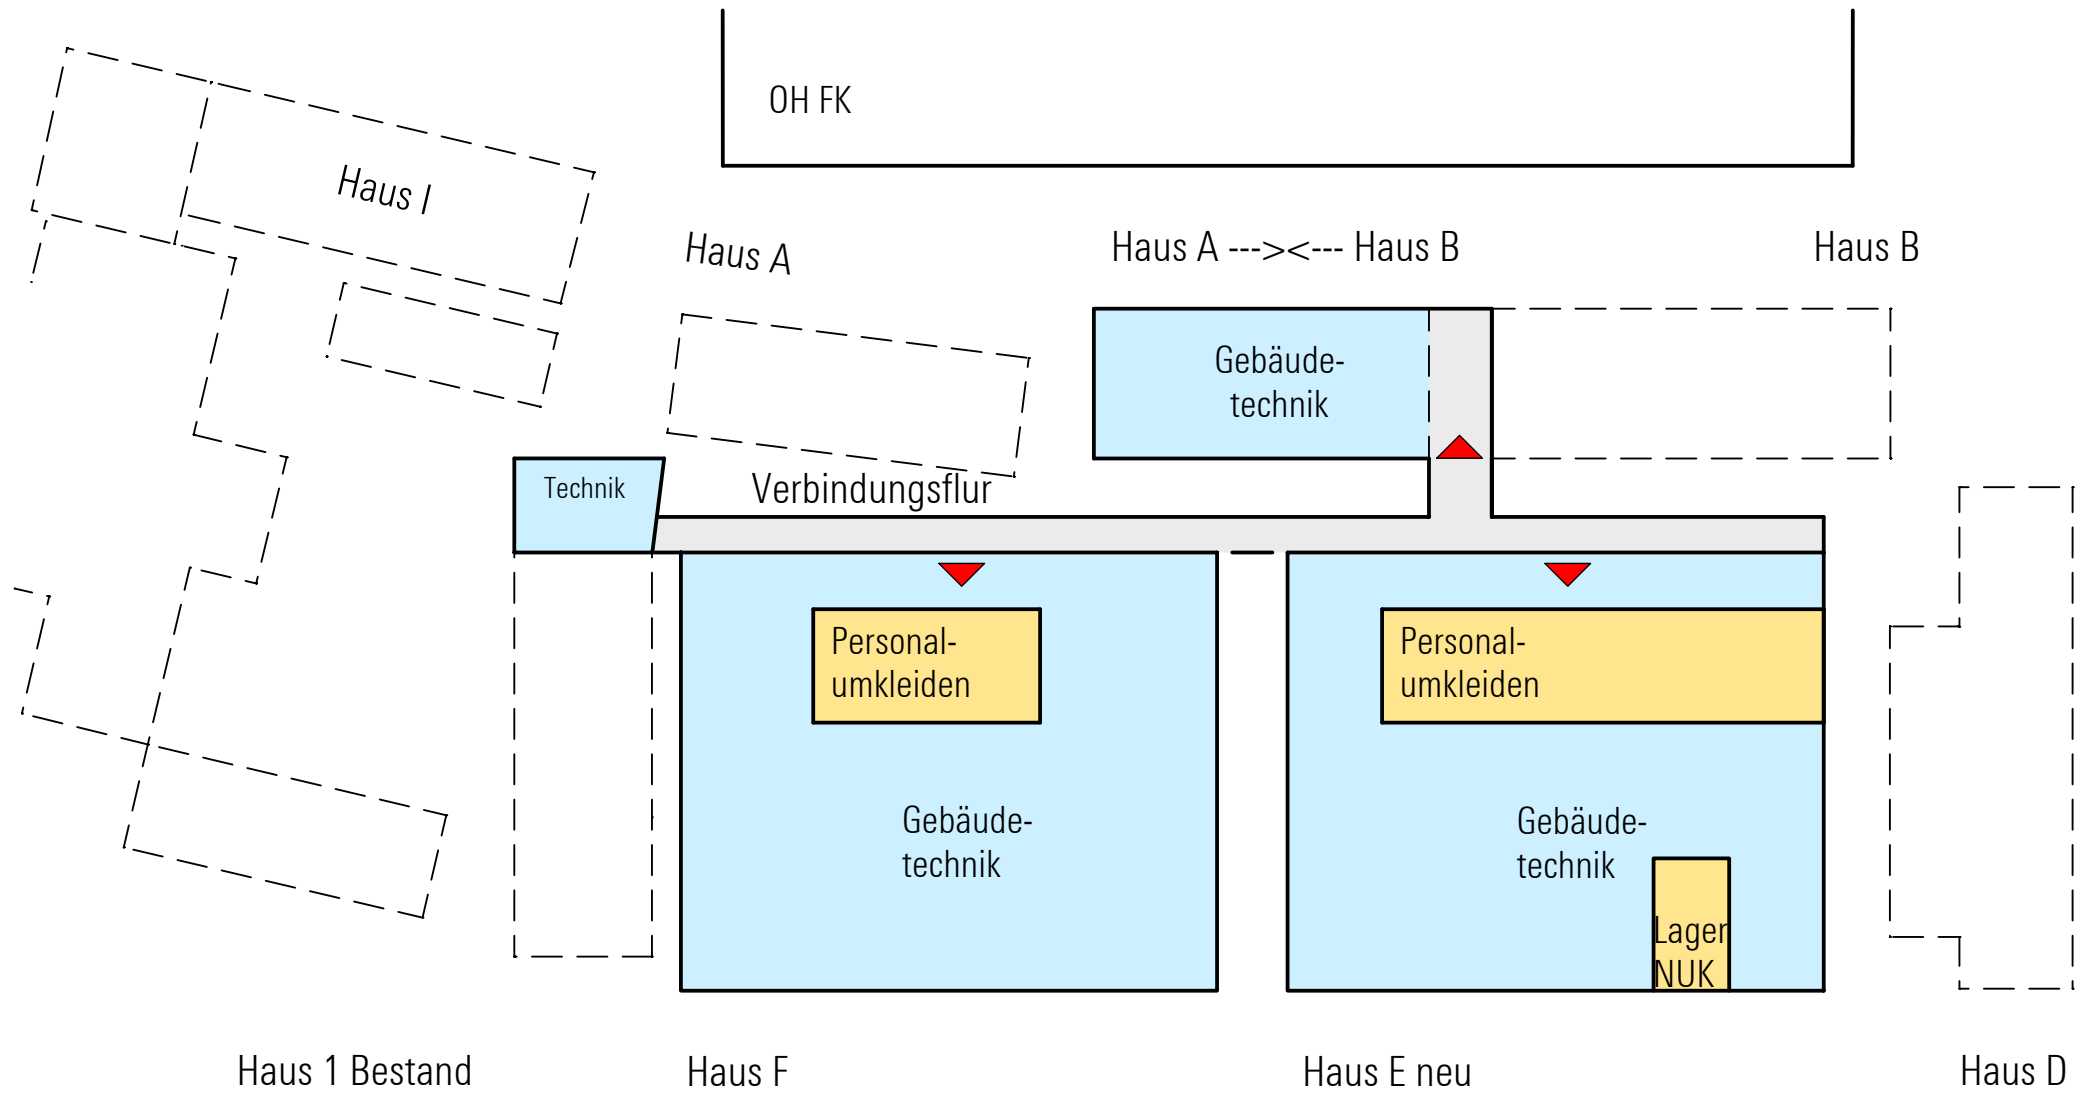 OH FK
Haus I
Haus A
Haus A ---><--- Haus B
Haus B
Gebäude-
technik
Technik
Verbindungsflur
Personal-
umkleiden
Personal-
umkleiden
Gebäude-
technik
Gebäude-
technik
Lager
NUK
Haus 1 Bestand
Haus F
Haus E neu
Haus D